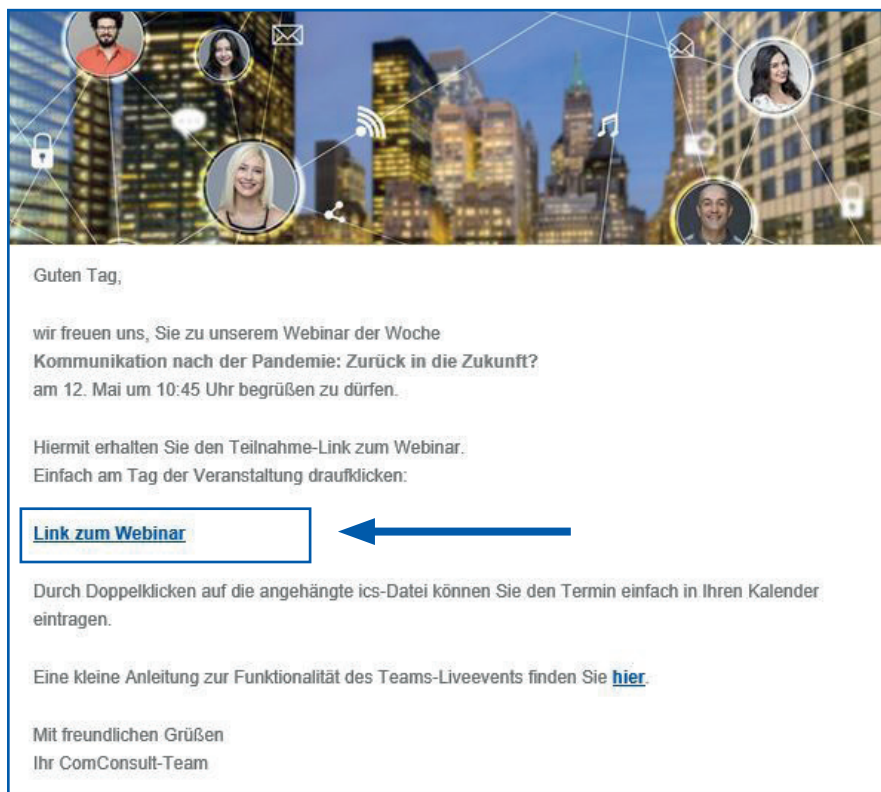 Guten Tag,
wir freuen uns, Sie zu unserem Webinar der Woche
Kommunikation nach der Pandemie: Zurück in die Zukunft?
am 12. Mai um 10:45 Uhr begrüßen zu dürfen.
Hiermit erhalten Sie den Teilnahme-Link zum Webinar.
Einfach am Tag der Veranstaltung draufklicken:
Link zum Webinar
Durch Doppelklicken auf die angehängte ics-Datei können Sie den Termin einfach in Ihren Kalender
eintragen.
Eine kleine Anleitung zur Funktionalität des Teams-Liveevents finden Sie hier.
Mit freundlichen Grüßen
Ihr ComConsult-Team